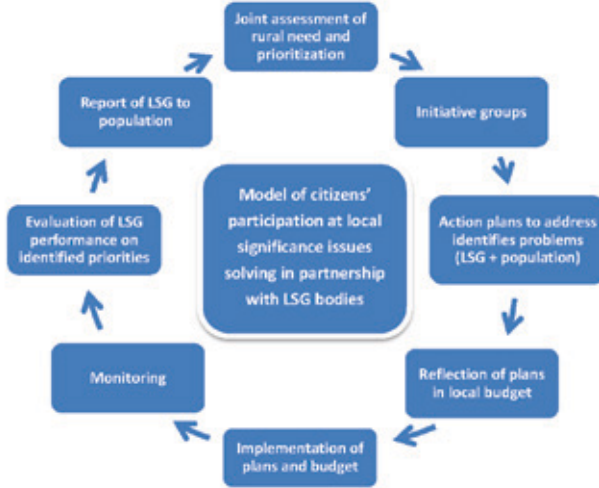 Joint assessment of
rural need and
prioritization
Initiative groups
Action plans to address
identifies problems
(LSG + population)
Reflection of plans
in local budget
Implementation of
plans and budget
Monitoring
Evaluation of LSG
performance on
identified priorities
Report of LSG to
population
Model of citizens'
participation at local
significance issues
solving in partnership
with LSG bodies